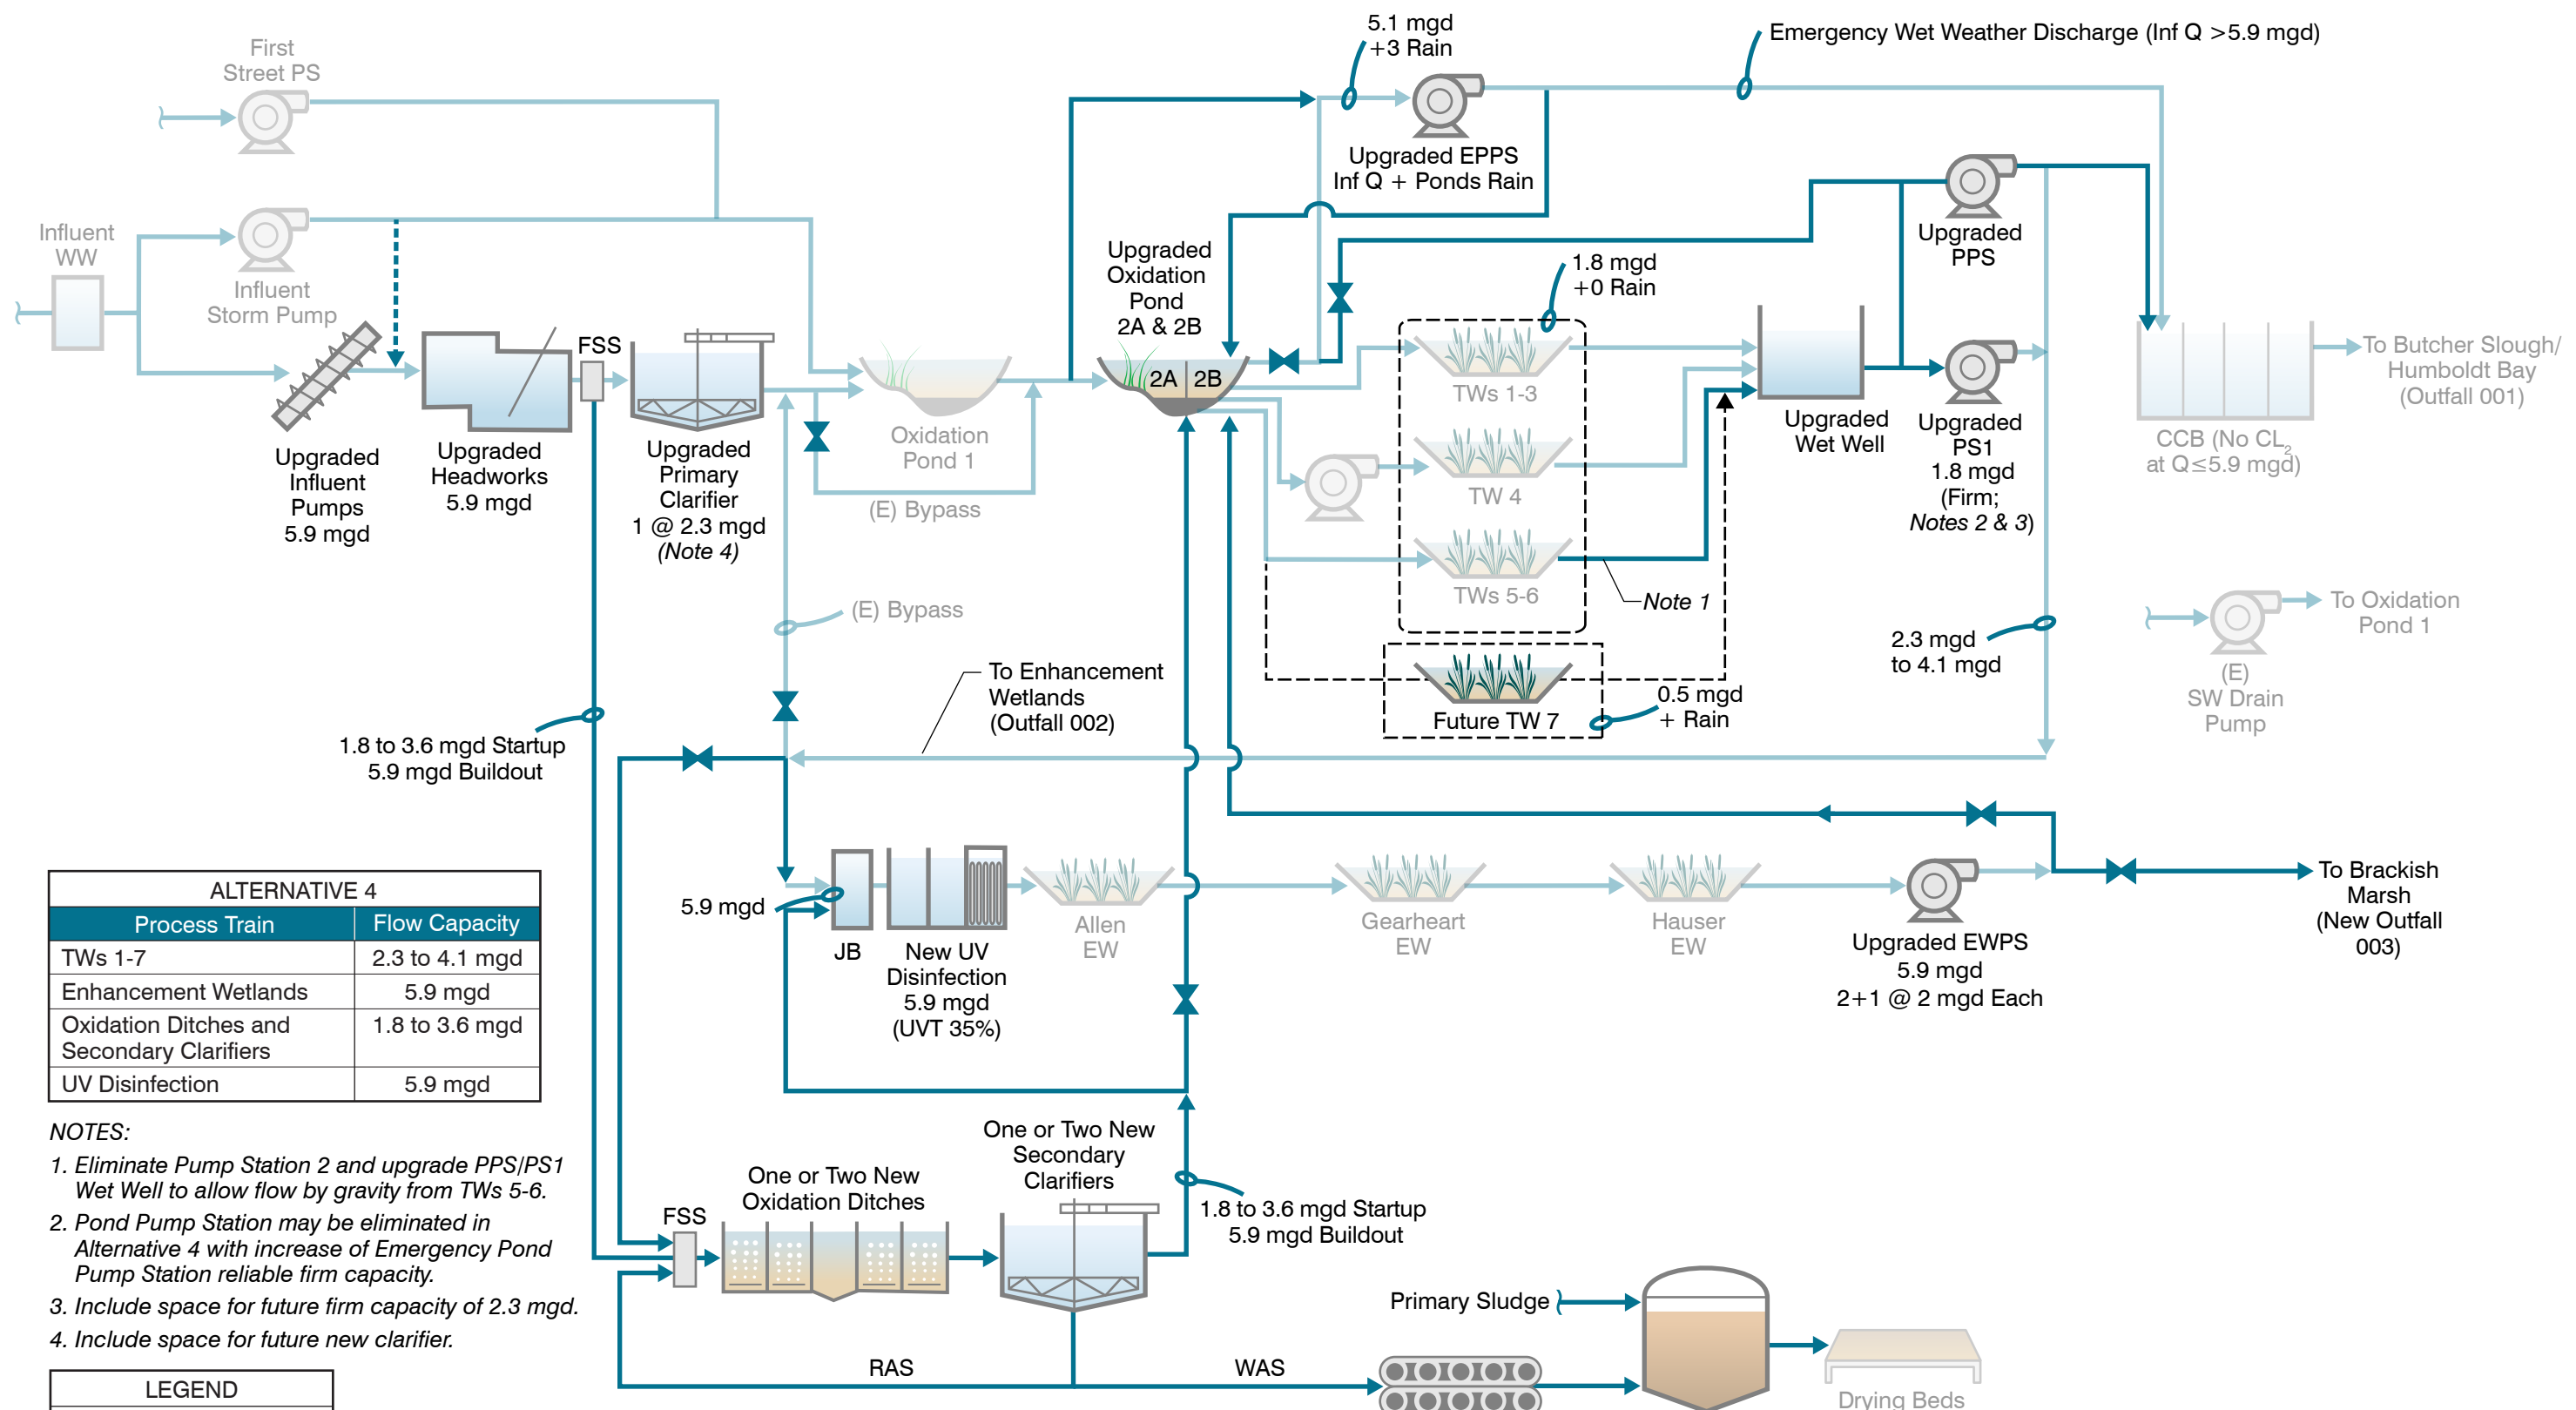 First
Street PS
5.1 mgd
+3 Rain
Emergency Wet Weather Discharge (Inf Q >5.9 mgd)
Upgraded EPPS
Inf Q + Ponds Rain
Influent
WW
Influent
Storm Pump
Upgraded
Oxidation
Pond
2A & 2B
2A
2B
1.8 mgd
+0 Rain
Upgraded
PPS
FSS
Upgraded
Influent
Pumps
5.9 mgd
Upgraded
Headworks
5.9 mgd
Upgraded
Primary
Clarifier
1 @ 2.3 mgd
(Note 4)
Oxidation
Pond 1
(E) Bypass
TWs 1-3
TW 4
TWs 5-6
Note 1
Upgraded
Wet Well
Upgraded
PS1
1.8 mgd
(Firm;
Notes 2 & 3)
To Butcher Slough/
Humboldt Bay
(Outfall 001)
CCB (No CL2
at Q≤5.9 mgd)
(E) Bypass
To Enhancement
Wetlands
(Outfall 002)
Future TW 7
0.5 mgd
+ Rain
2.3 mgd
to 4.1 mgd
To Oxidation
Pond 1
(E)
SW Drain
Pump
1.8 to 3.6 mgd Startup
5.9 mgd Buildout
5.9 mgd
JB
New UV
Disinfection
5.9 mgd
(UVT 35%)
Allen
EW
Gearheart
EW
Hauser
EW
Upgraded EWPS
5.9 mgd
2+1 @ 2 mgd Each
To Brackish
Marsh
(New Outfall
003)
ALTERNATIVE 4
Process Train Flow Capacity
TWs 1-7 2.3 to 4.1 mgd
Enhancement Wetlands 5.9 mgd
Oxidation Ditches and 1.8 to 3.6 mgd
Secondary Clarifiers
UV Disinfection 5.9 mgd
NOTES:
1. Eliminate Pump Station 2 and upgrade PPS/PS1
Wet Well to allow flow by gravity from TWs 5-6.
2. Pond Pump Station may be eliminated in
Alternative 4 with increase of Emergency Pond
Pump Station reliable firm capacity.
3. Include space for future firm capacity of 2.3 mgd.
4. Include space for future new clarifier.
LEGEND
FSS
One or Two New
Oxidation Ditches
One or Two New
Secondary
Clarifiers
1.8 to 3.6 mgd Startup
5.9 mgd Buildout
RAS
WAS
Primary Sludge
Drying Beds